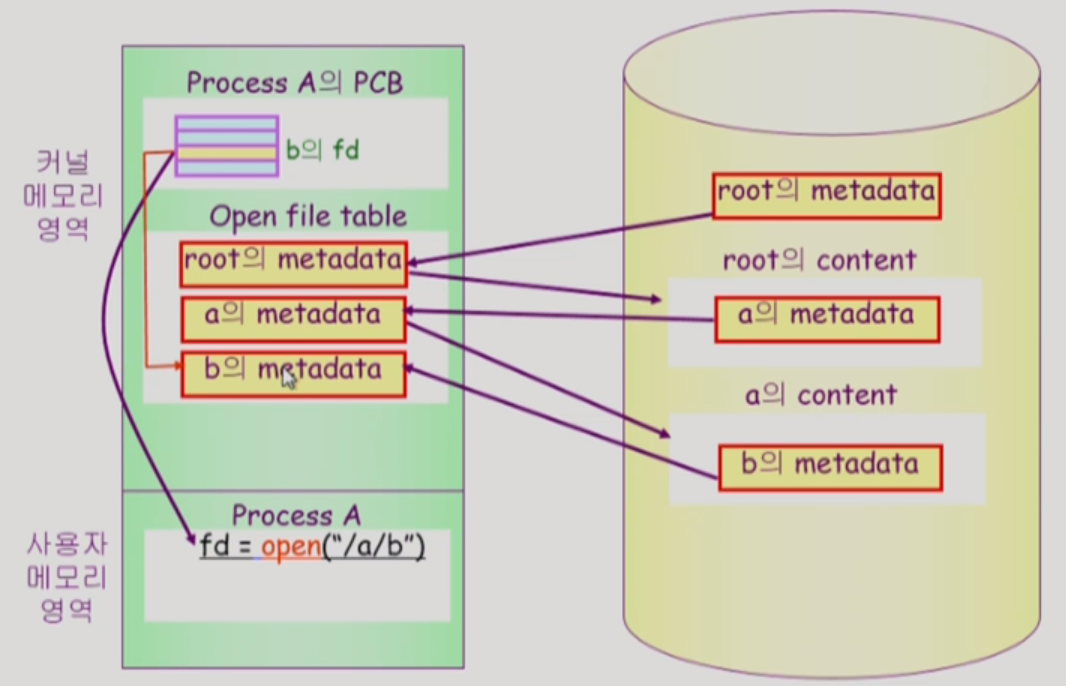 Process A의 PCB
b의 fd
커널
메모리
영역
Open file table
root의 metadata
a의 metadata
b의 metadata
Process A
fd = open("/a/b")
사용자
메모리
영역
root의 metadata
root의 content
a의 metadata
a의 content
b의 metadata